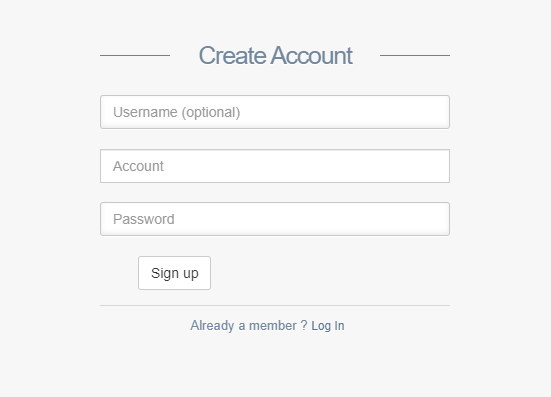 Create Account
Username (optional)
Account
Password
Sign up
Already a member ? Log In